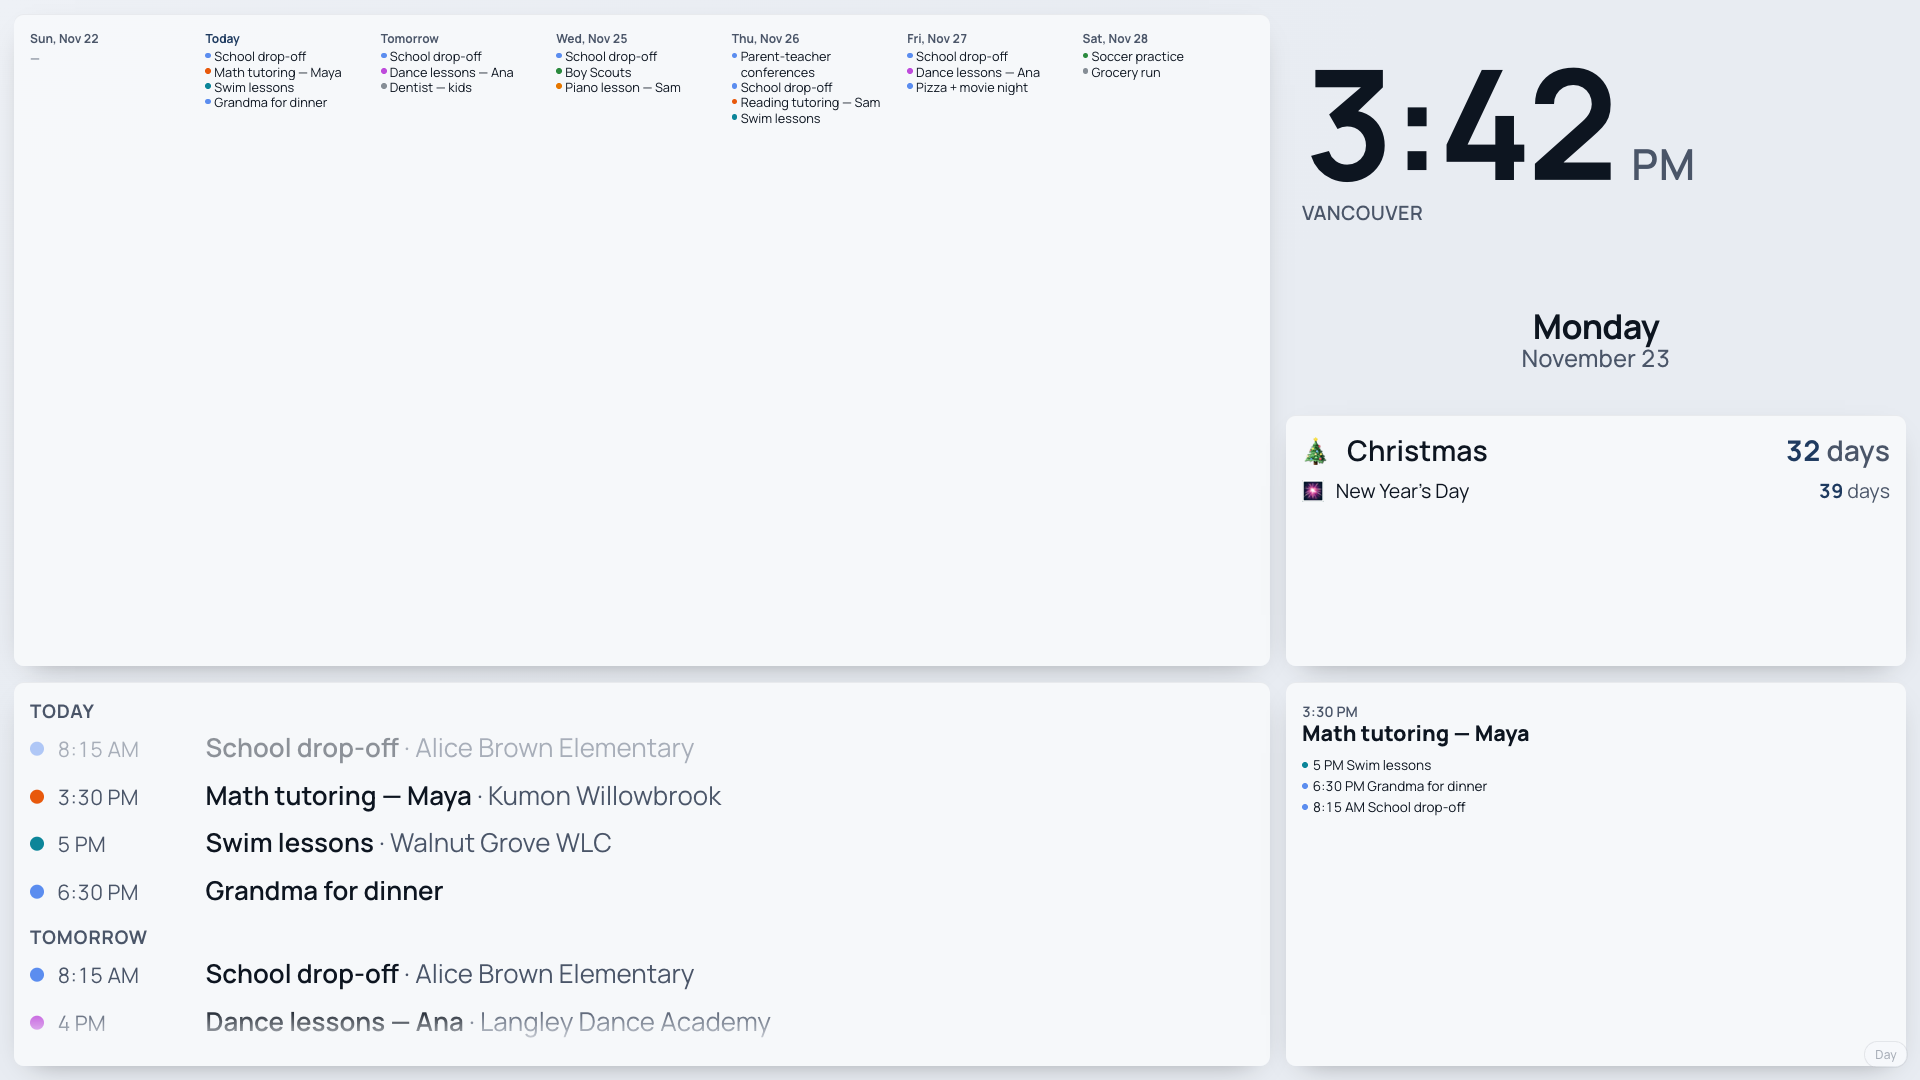 Sun, Nov 22
—
Today
School drop-off
Math tutoring — Maya
Swim lessons
Grandma for dinner
Tomorrow
School drop-off
Dance lessons — Ana
Dentist — kids
Wed, Nov 25
School drop-off
Boy Scouts
Piano lesson — Sam
Thu, Nov 26
Parent-teacher
conferences
School drop-off
Reading tutoring — Sam
Swim lessons
Fri, Nov 27
School drop-off
Dance lessons — Ana
Pizza + movie night
Sat, Nov 28
Soccer practice
Grocery run
3:42 PM
VANCOUVER
Monday
November 23
Christmas 32 days
New Year’s Day 39 days
TODAY
8:15 AM School drop-off · Alice Brown Elementary
3:30 PM Math tutoring — Maya · Kumon Willowbrook
5 PM Swim lessons · Walnut Grove WLC
6:30 PM Grandma for dinner
TOMORROW
8:15 AM School drop-off · Alice Brown Elementary
4 PM Dance lessons — Ana · Langley Dance Academy
3:30 PM
Math tutoring — Maya
5 PM Swim lessons
6:30 PM Grandma for dinner
8:15 AM School drop-off
Day